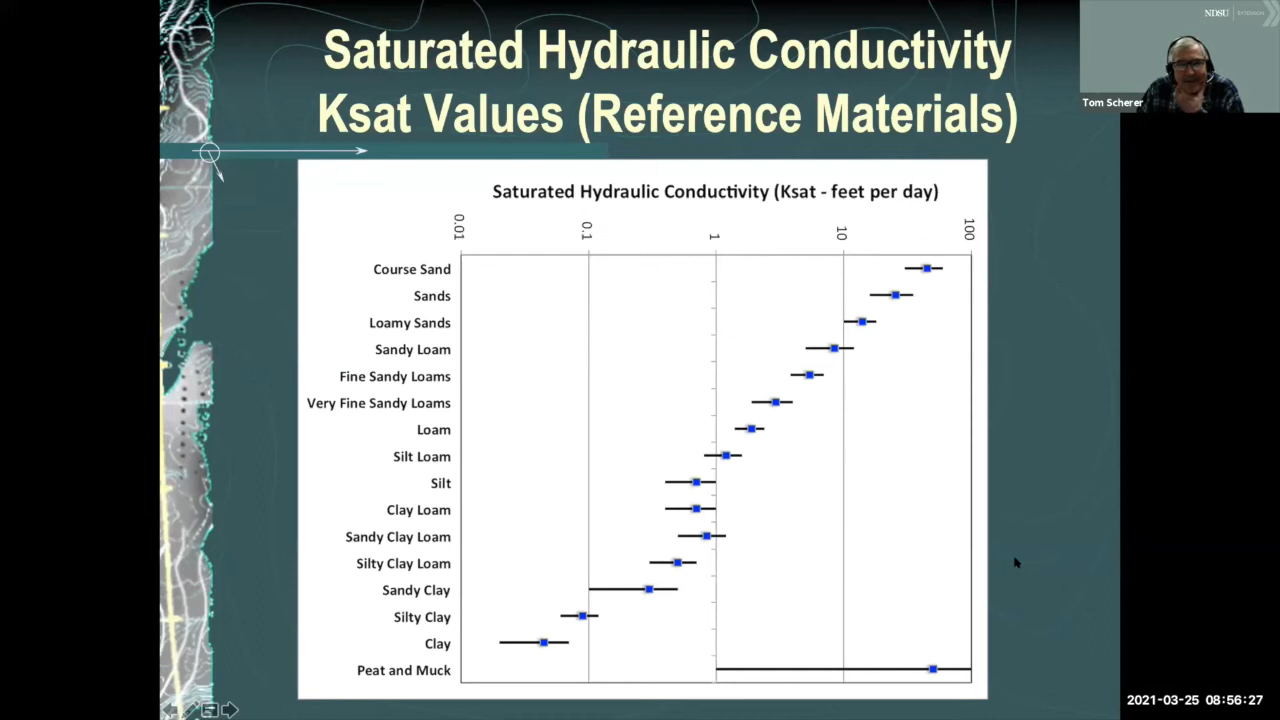 Saturated Hydraulic Conductivity
Ksat Values (Reference Materials)
NDSU EXTENSION
Tom Scherer
Saturated Hydraulic Conductivity (Ksat - feet per day)
0.01 0.1 1 10 100
Course Sand
Sands
Loamy Sands
Sandy Loam
Fine Sandy Loams
Very Fine Sandy Loams
Loam
Silt Loam
Silt
Clay Loam
Sandy Clay Loam
Silty Clay Loam
Sandy Clay
Silty Clay
Clay
Peat and Muck
2021-03-25 08:56:27